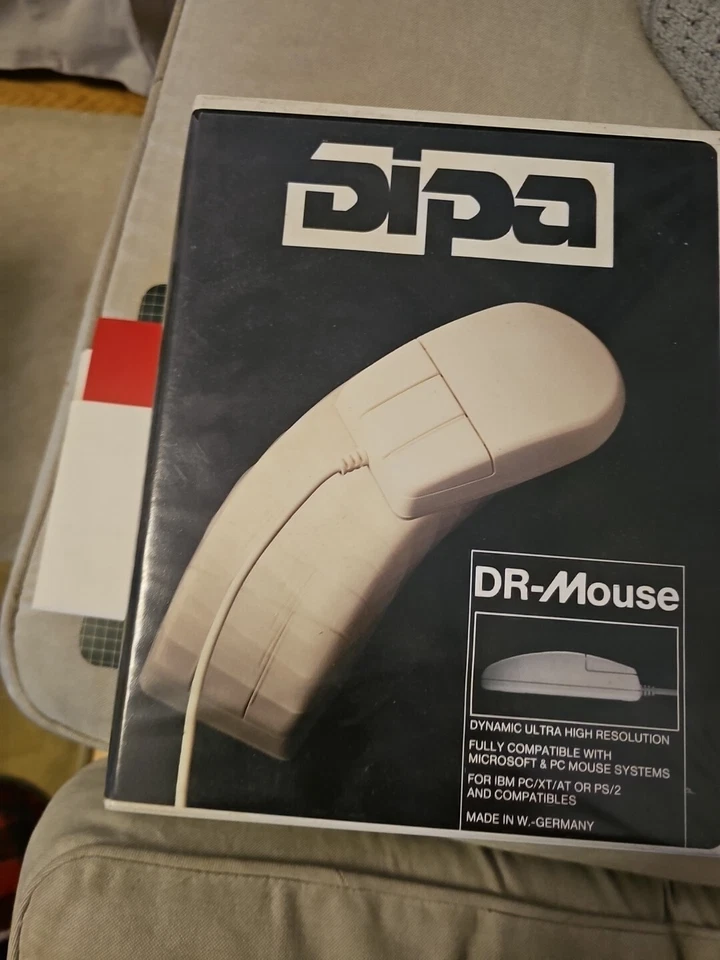 Dipa
DR-Mouse
DYNAMIC ULTRA HIGH RESOLUTION
FULLY COMPATIBLE WITH
MICROSOFT & PC MOUSE SYSTEMS
FOR IBM PC/XT/AT OR PS/2
AND COMPATIBLES
MADE IN W.-GERMANY